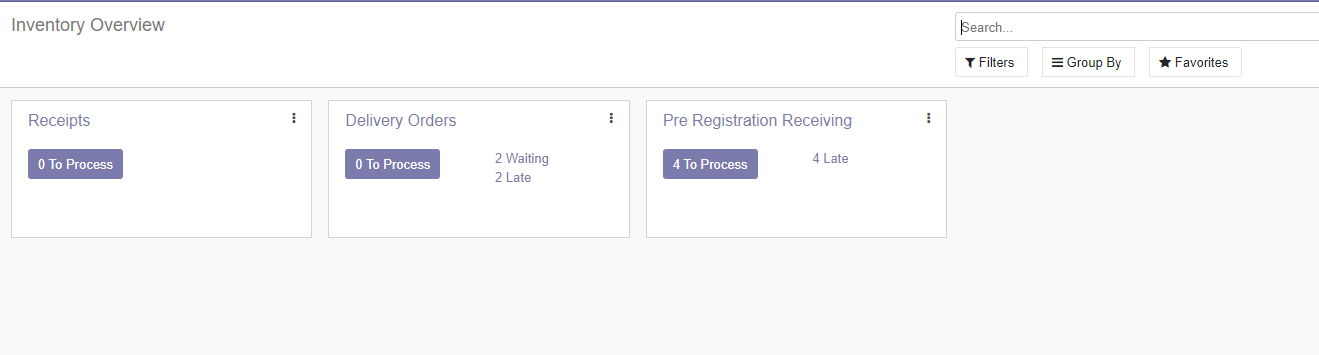 Inventory Overview
Search...
Filters
Group By
Favorites
Receipts
0 To Process
Delivery Orders
0 To Process
2 Waiting
2 Late
Pre Registration Receiving
4 To Process
4 Late